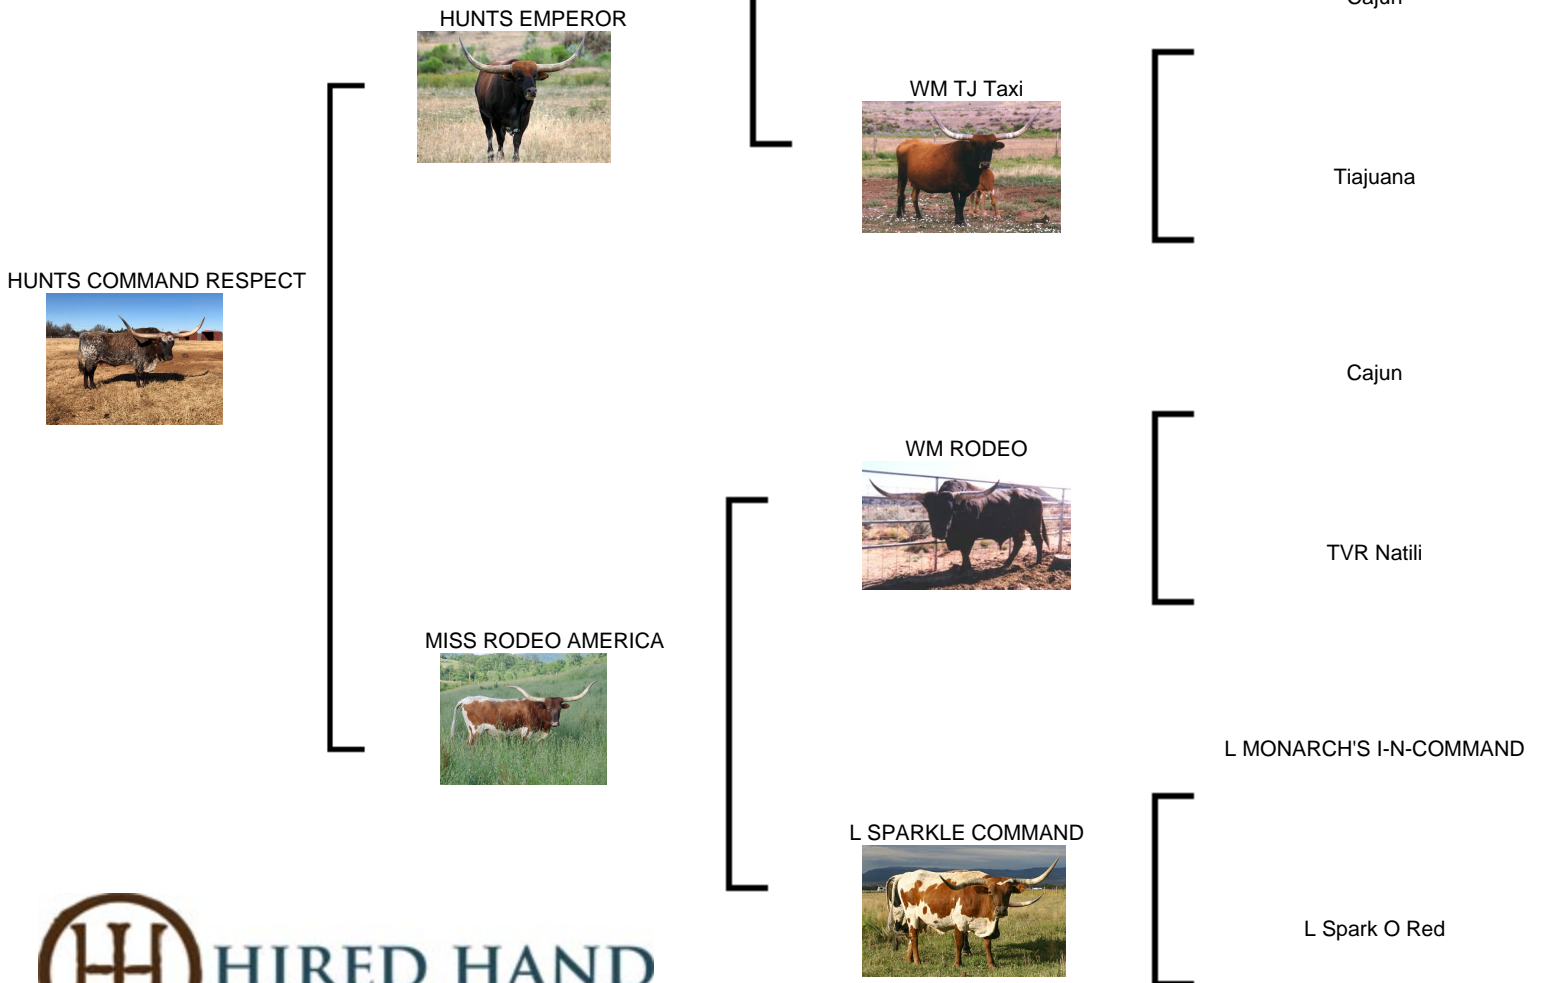 Cajun
HUNTS EMPEROR
WM TJ Taxi
Tiajuana
HUNTS COMMAND RESPECT
Cajun
WM RODEO
TVR Natili
MISS RODEO AMERICA
L MONARCH'S I-N-COMMAND
L SPARKLE COMMAND
L Spark O Red
HIRED HAND